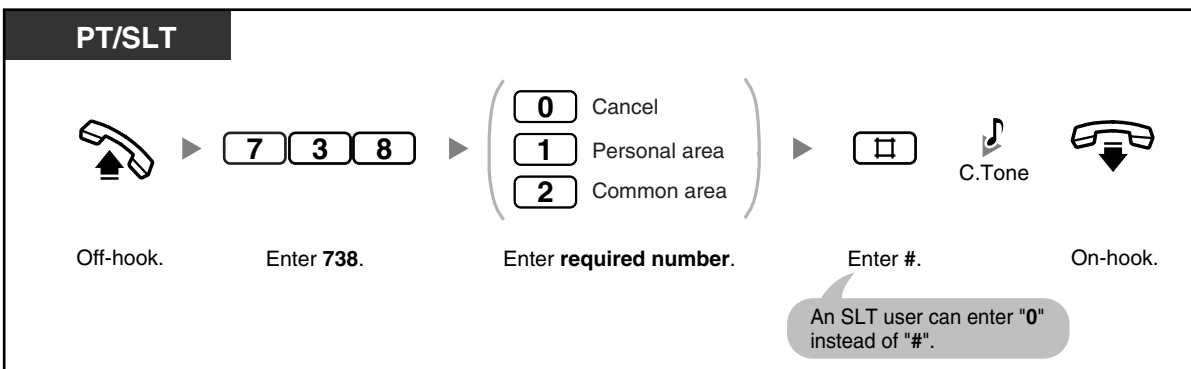 PT/SLT
7 3 8
0 Cancel
1 Personal area
2 Common area
#
C.Tone
Off-hook.
Enter 738.
Enter required number.
Enter #.
On-hook.
An SLT user can enter "0"
instead of "#".